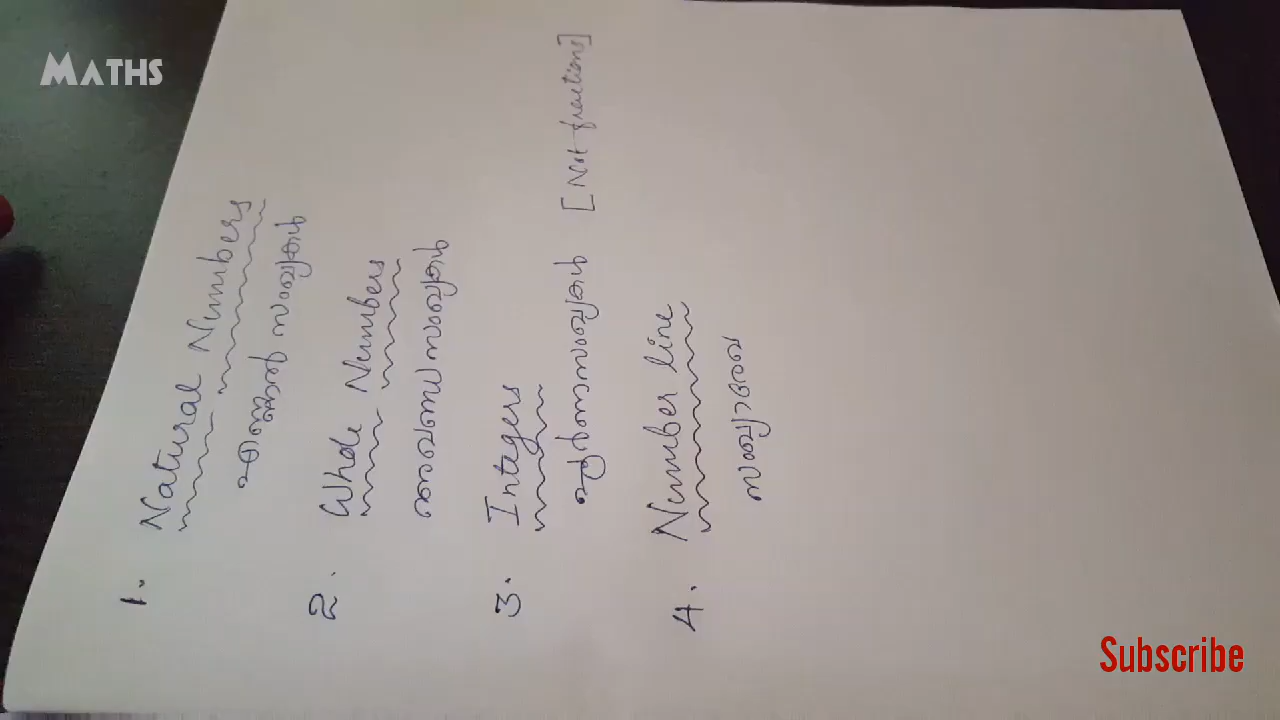 MATHS
1. Natural Numbers
എണ്ണൽ സംഖ്യകൾ
2. Whole Numbers
അഖണ്ഡസംഖ്യകൾ
3. Integers
പൂർണ്ണസംഖ്യകൾ [Not fractions]
4. Number line
സംഖ്യാരേഖ
Subscribe